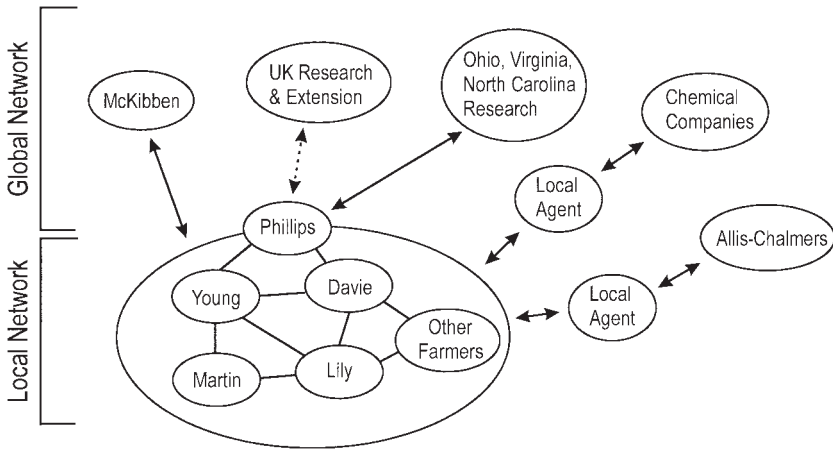 Global Network
McKibben
UK Research
& Extension
Ohio, Virginia,
North Carolina
Research
Chemical
Companies
Local
Agent
Phillips
Allis-Chalmers
Local Network
Young
Davie
Local
Agent
Other
Farmers
Martin
Lily